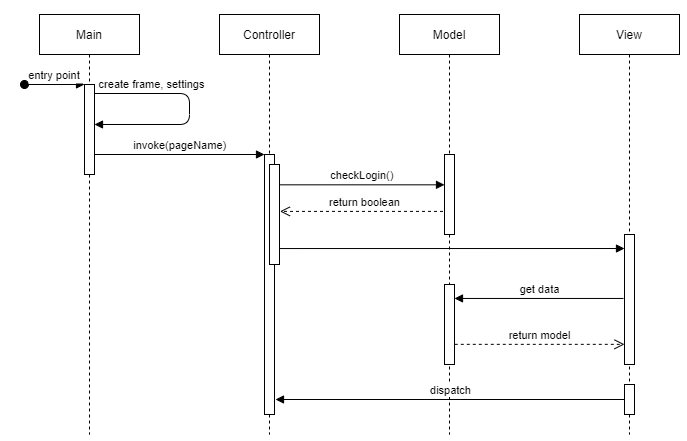 Main
Controller
Model
View
entry point
create frame, settings
invoke(pageName)
checkLogin()
return boolean
get data
return model
dispatch